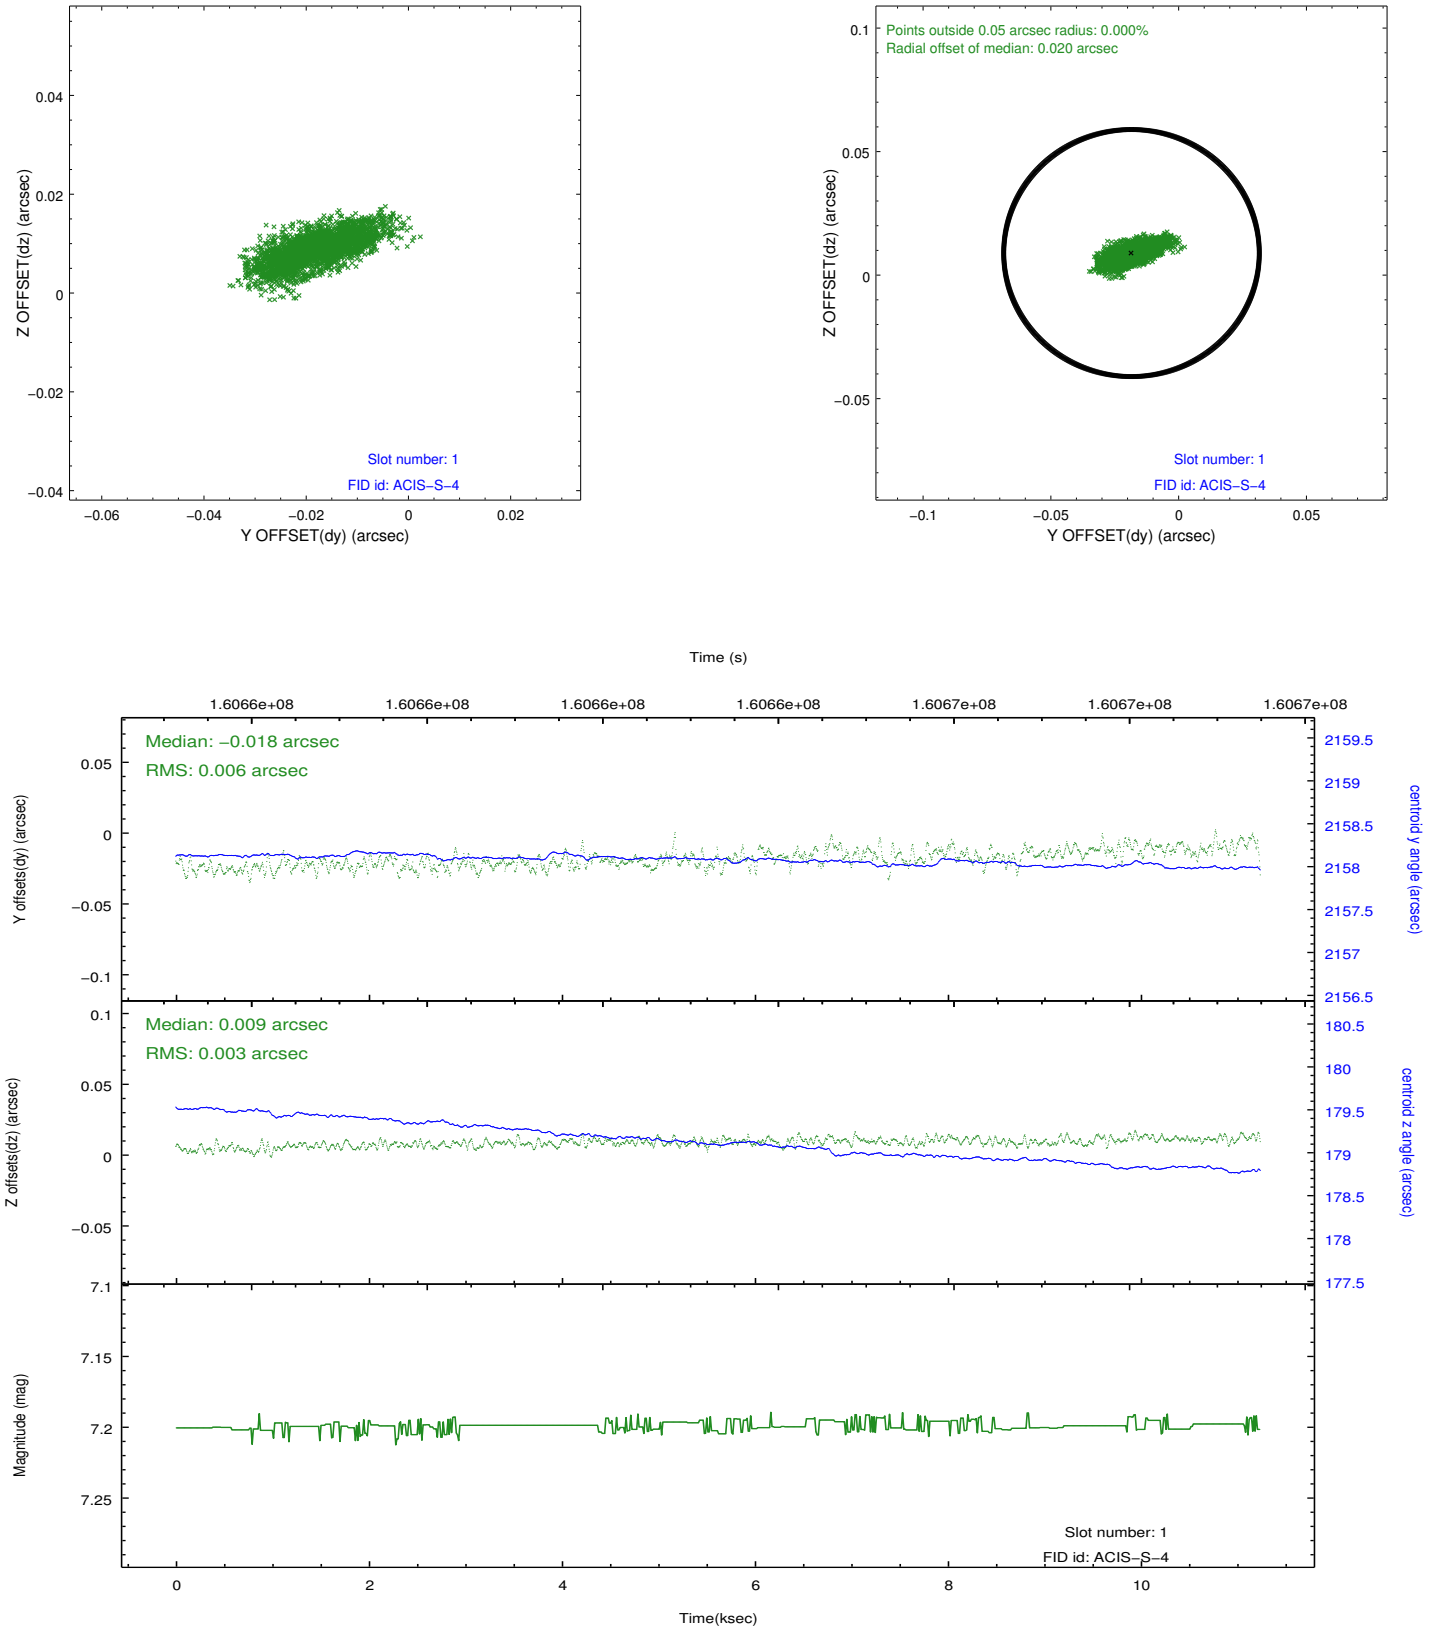 0.04
0.02
0
−0.02
−0.04
Z OFFSET(dz) (arcsec)
Slot number: 1
FID id: ACIS−S−4
−0.06
−0.04
−0.02
0
0.02
Y OFFSET(dy) (arcsec)
Points outside 0.05 arcsec radius: 0.000%
Radial offset of median: 0.020 arcsec
0.1
0.05
0
−0.05
Z OFFSET(dz) (arcsec)
Slot number: 1
FID id: ACIS−S−4
−0.1
−0.05
0
0.05
Y OFFSET(dy) (arcsec)
Time (s)
1.6066e+08
1.6066e+08
1.6066e+08
1.6066e+08
1.6067e+08
1.6067e+08
1.6067e+08
Median: −0.018 arcsec
RMS: 0.006 arcsec
0.05
0
−0.05
−0.1
Y offsets(dy) (arcsec)
2159.5
2159
2158.5
2158
2157.5
2157
2156.5
centroid y angle (arcsec)
Median: 0.009 arcsec
RMS: 0.003 arcsec
0.1
0.05
0
−0.05
Z offsets(dz) (arcsec)
180.5
180
179.5
179
178.5
178
177.5
centroid z angle (arcsec)
7.1
7.15
7.2
7.25
Magnitude (mag)
Slot number: 1
FID id: ACIS−S−4
0
2
4
6
8
10
Time(ksec)